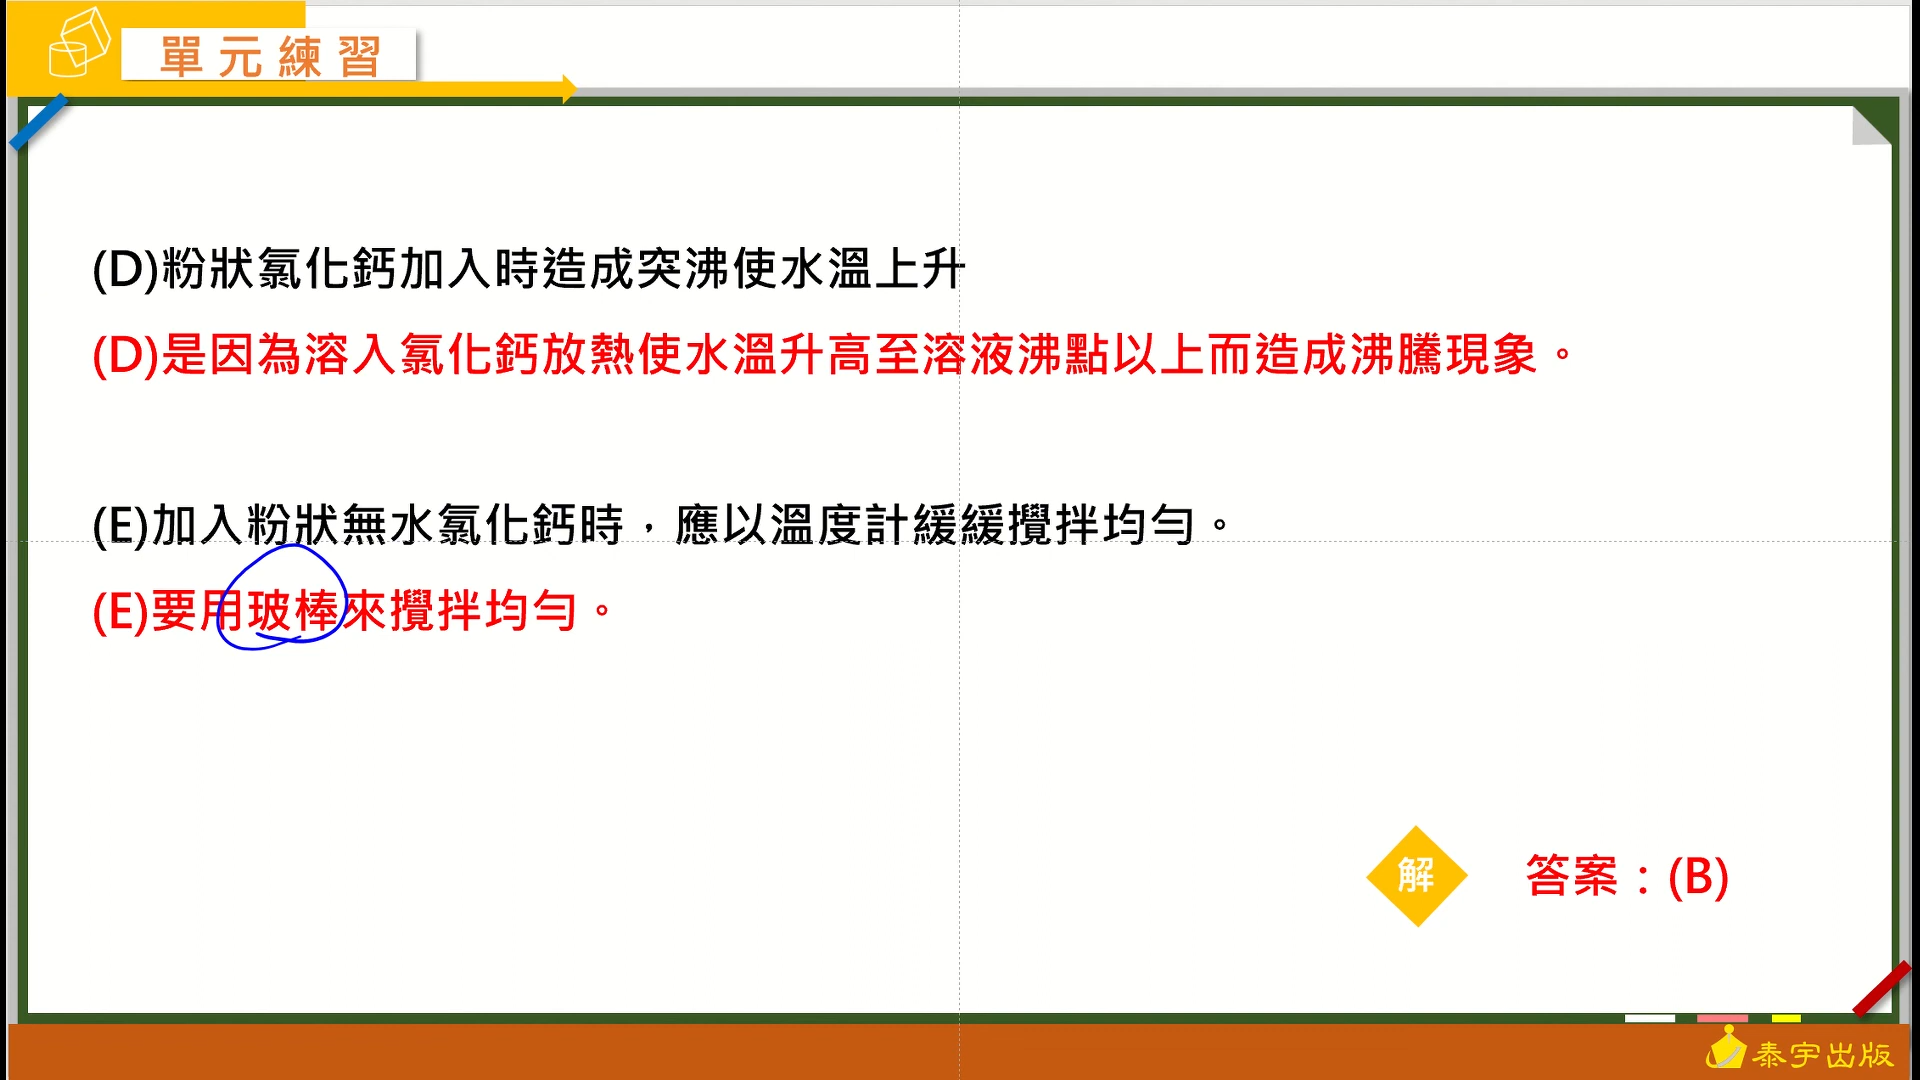 單元練習
(D)粉狀氯化鈣加入時造成突沸使水溫上升
(D)是因為溶入氯化鈣放熱使水溫升高至溶液沸點以上而造成沸騰現象。
(E)加入粉狀無水氯化鈣時，應以溫度計緩緩攪拌均勻。
(E)要用玻棒來攪拌均勻。
解 答案：(B)
泰宇出版